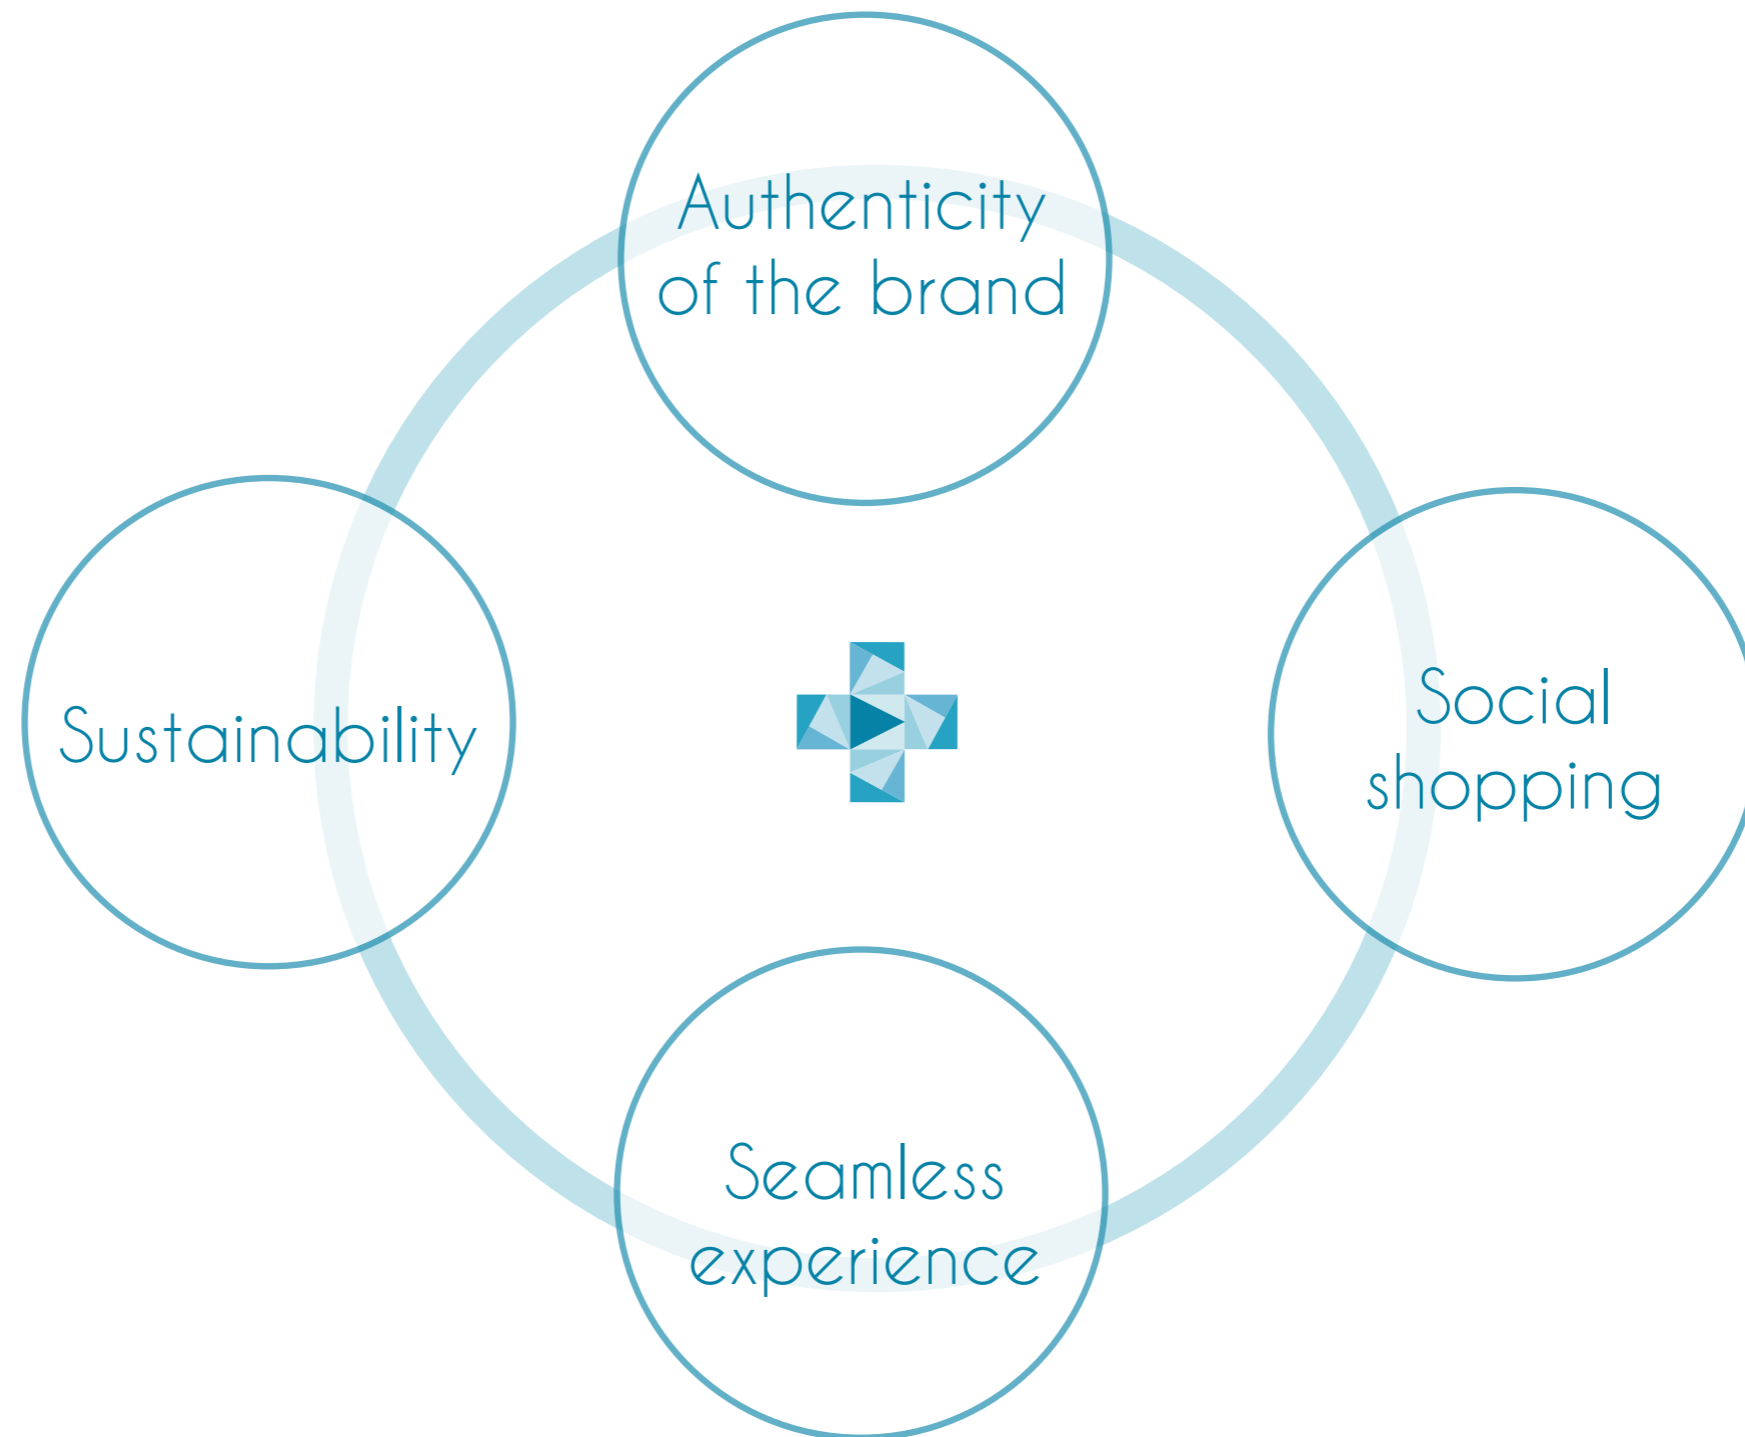 Authenticity
of the brand
Sustainability
Social
shopping
Seamless
experience